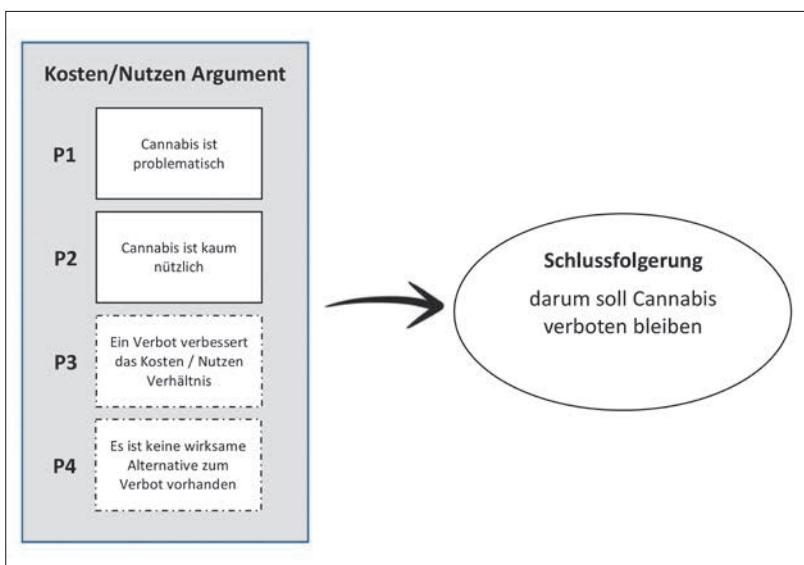 Kosten/Nutzen Argument
P1
Cannabis ist
problematisch
P2
Cannabis ist kaum
nützlich
P3
Ein Verbot verbessert
das Kosten / Nutzen
Verhältnis
P4
Es ist keine wirksame
Alternative zum
Verbot vorhanden
Schlussfolgerung
darum soll Cannabis
verboten bleiben